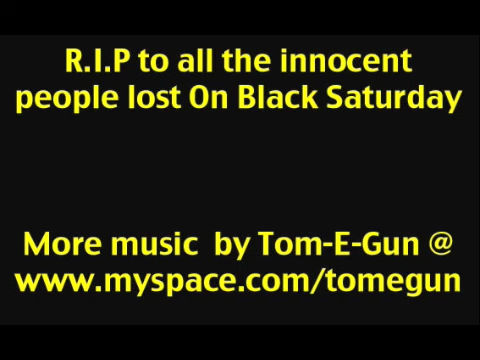 R.I.P to all the innocent
people lost On Black Saturday
More music  by Tom-E-Gun @
www.myspace.com/tomegun